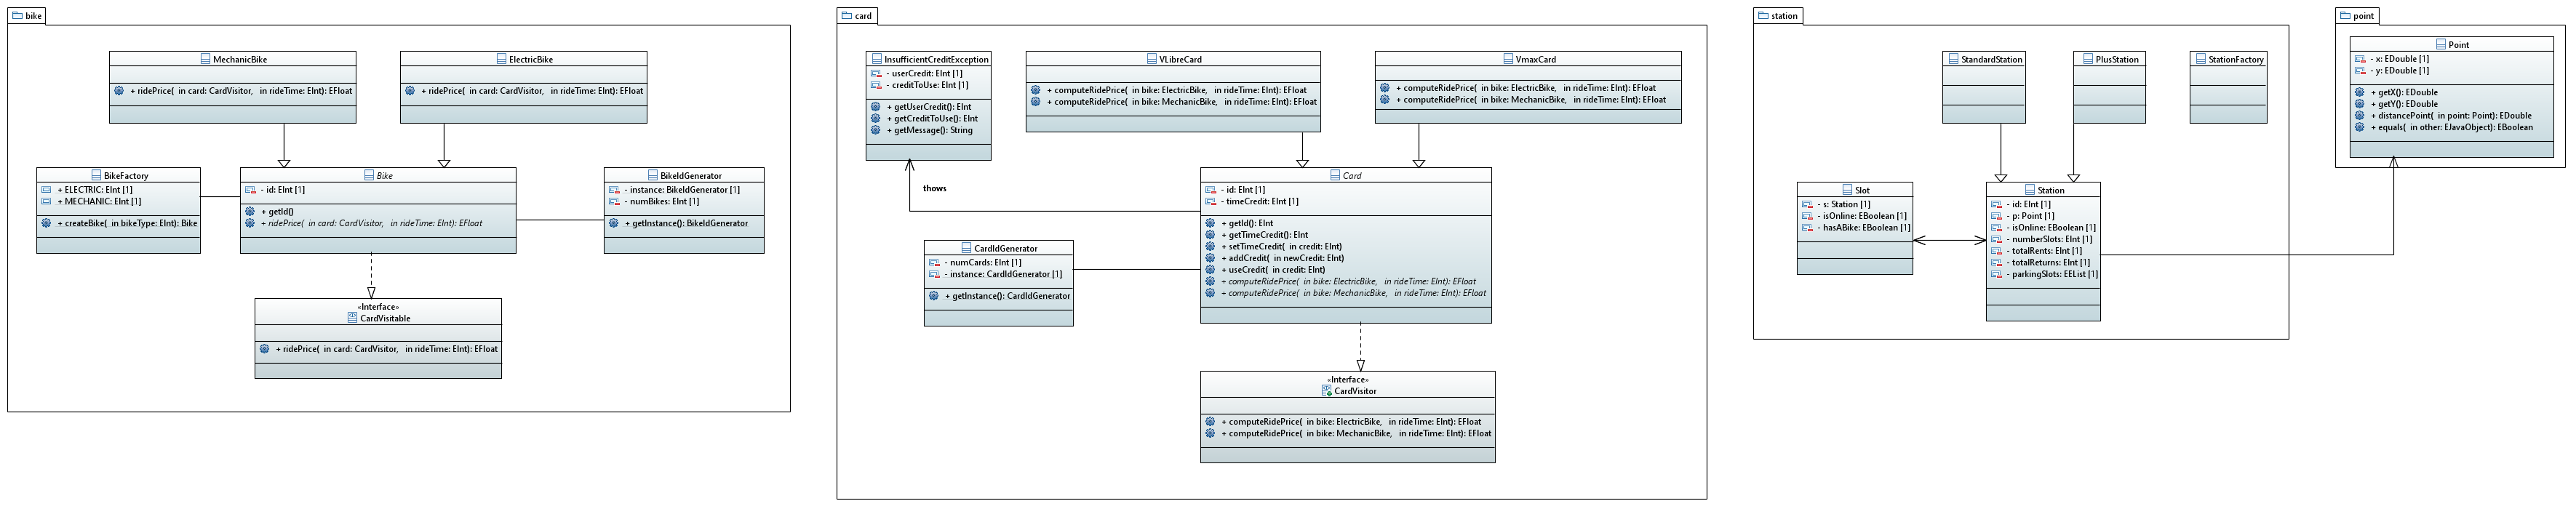 bike
MechanicBike
+ ridePrice( in card: CardVisitor, in rideTime: EInt): EFloat
ElectricBike
+ ridePrice( in card: CardVisitor, in rideTime: EInt): EFloat
BikeFactory
+ ELECTRIC: EInt [1]
+ MECHANIC: EInt [1]
+ createBike( in bikeType: EInt): Bike
Bike
- id: EInt [1]
+ getId()
+ ridePrice( in card: CardVisitor, in rideTime: EInt): EFloat
BikeIdGenerator
- instance: BikeIdGenerator [1]
- numBikes: EInt [1]
+ getInstance(): BikeIdGenerator
«Interface»
CardVisitable
+ ridePrice( in card: CardVisitor, in rideTime: EInt): EFloat
card
InsufficientCreditException
- userCredit: EInt [1]
- creditToUse: EInt [1]
+ getUserCredit(): EInt
+ getCreditToUse(): EInt
+ getMessage(): String
VLibreCard
+ computeRidePrice( in bike: ElectricBike, in rideTime: EInt): EFloat
+ computeRidePrice( in bike: MechanicBike, in rideTime: EInt): EFloat
VmaxCard
+ computeRidePrice( in bike: ElectricBike, in rideTime: EInt): EFloat
+ computeRidePrice( in bike: MechanicBike, in rideTime: EInt): EFloat
thows
Card
- id: EInt [1]
- timeCredit: EInt [1]
+ getId(): EInt
+ getTimeCredit(): EInt
+ setTimeCredit( in credit: EInt)
+ addCredit( in newCredit: EInt)
+ useCredit( in credit: EInt)
+ computeRidePrice( in bike: ElectricBike, in rideTime: EInt): EFloat
+ computeRidePrice( in bike: MechanicBike, in rideTime: EInt): EFloat
CardIdGenerator
- numCards: EInt [1]
- instance: CardIdGenerator [1]
+ getInstance(): CardIdGenerator
«Interface»
CardVisitor
+ computeRidePrice( in bike: ElectricBike, in rideTime: EInt): EFloat
+ computeRidePrice( in bike: MechanicBike, in rideTime: EInt): EFloat
station
StandardStation
PlusStation
StationFactory
Slot
- s: Station [1]
- isOnline: EBoolean [1]
- hasABike: EBoolean [1]
Station
- id: EInt [1]
- p: Point [1]
- isOnline: EBoolean [1]
- numberSlots: EInt [1]
- totalRents: EInt [1]
- totalReturns: EInt [1]
- parkingSlots: EEList [1]
point
Point
- x: EDouble [1]
- y: EDouble [1]
+ getX(): EDouble
+ getY(): EDouble
+ distancePoint( in point: Point): EDouble
+ equals( in other: EJavaObject): EBoolean